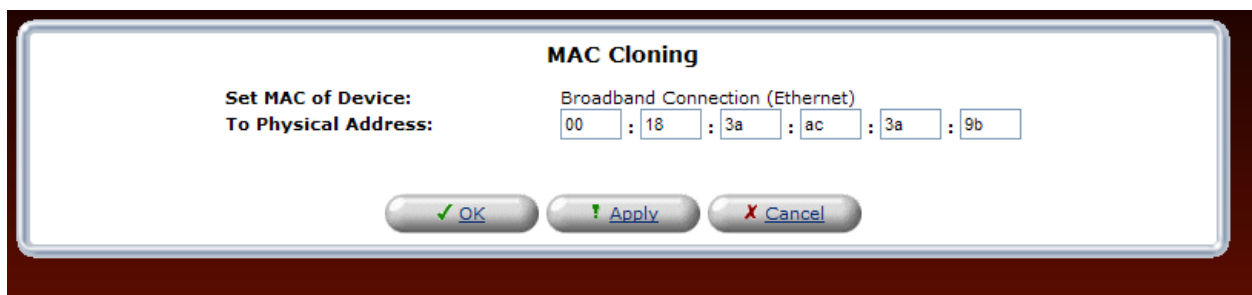 MAC Cloning
Set MAC of Device: Broadband Connection (Ethernet)
To Physical Address: 00 : 18 : 3a : ac : 3a : 9b
OK Apply Cancel